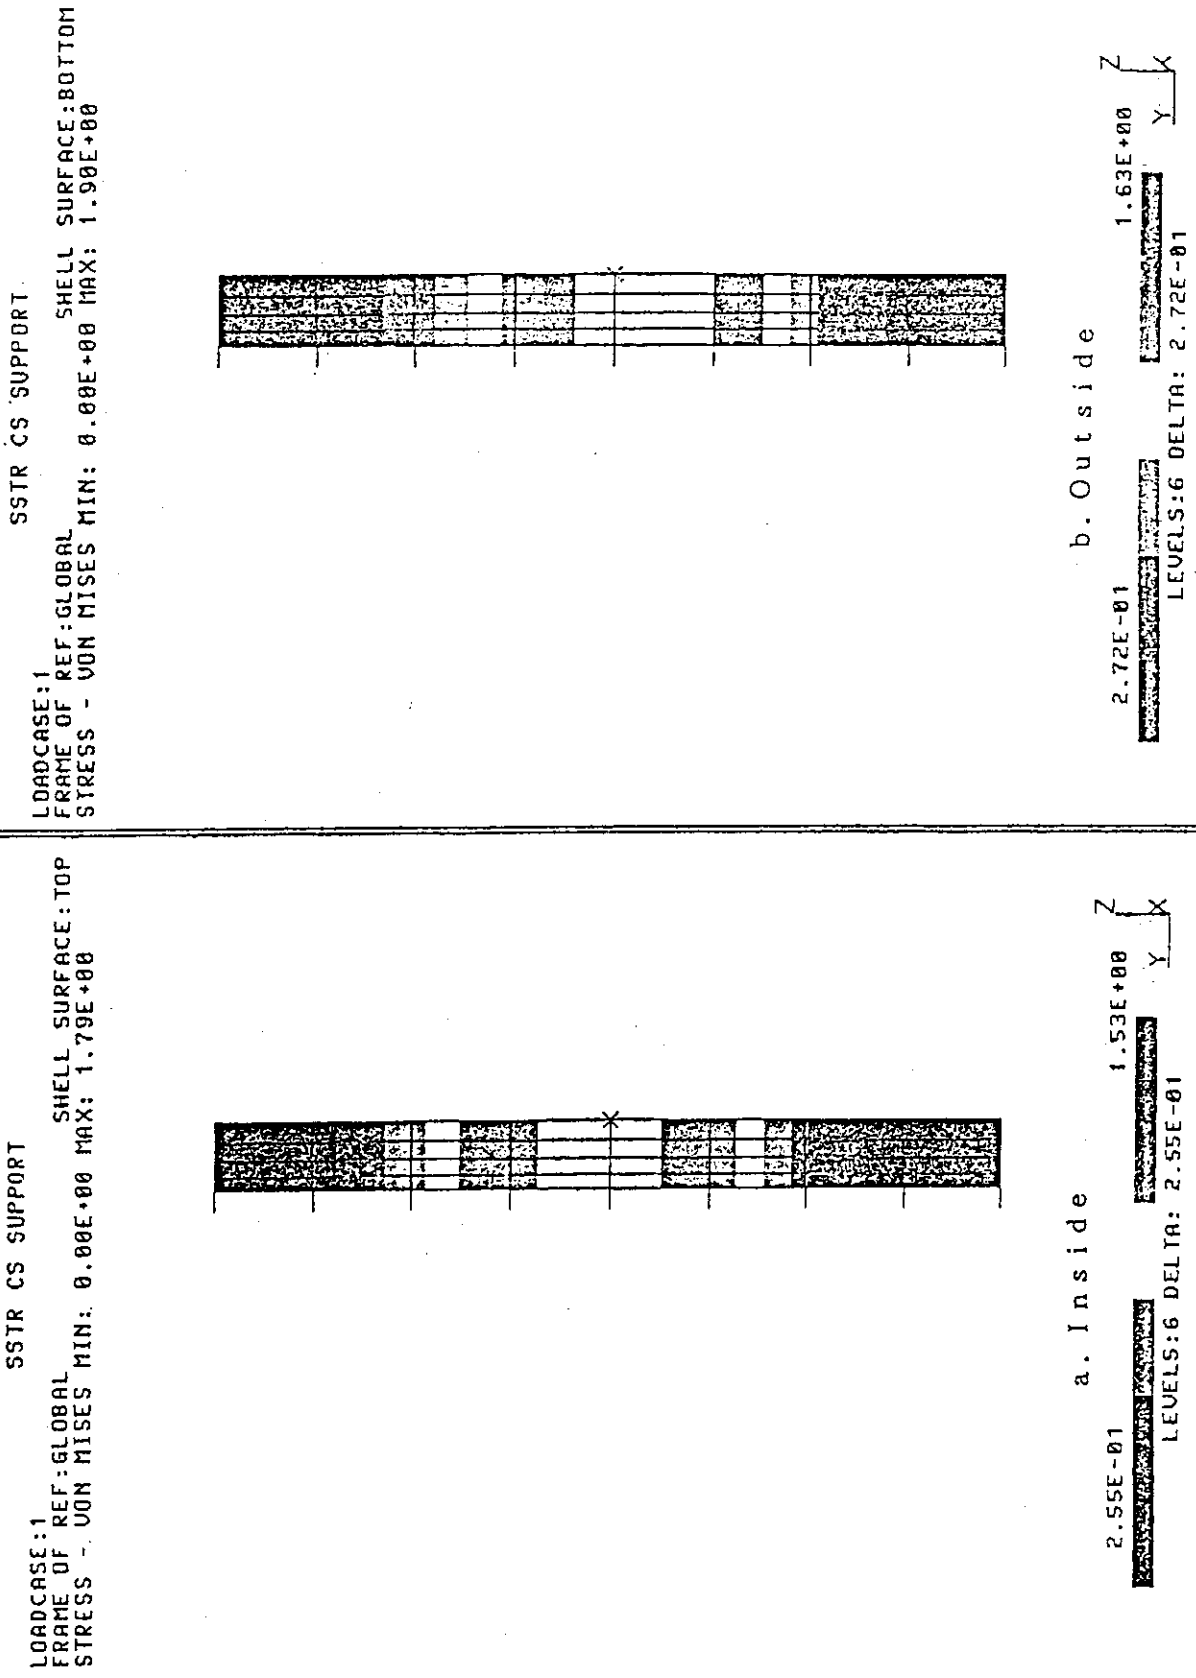 SSTR CS SUPPORT
LOADCASE:1
FRAME OF REF:GLOBAL
SHELL SURFACE:TOP
STRESS - VON MISES MIN: 0.00E+00 MAX: 1.79E+00
a. Inside
2.55E-01
1.53E+00
LEVELS:6 DELTA: 2.55E-01
Z
Y
X
SSTR CS SUPPORT
LOADCASE:1
FRAME OF REF:GLOBAL
SHELL SURFACE:BOTTOM
STRESS - VON MISES MIN: 0.00E+00 MAX: 1.90E+00
b. Outside
2.72E-01
1.63E+00
LEVELS:6 DELTA: 2.72E-01
Z
Y
X